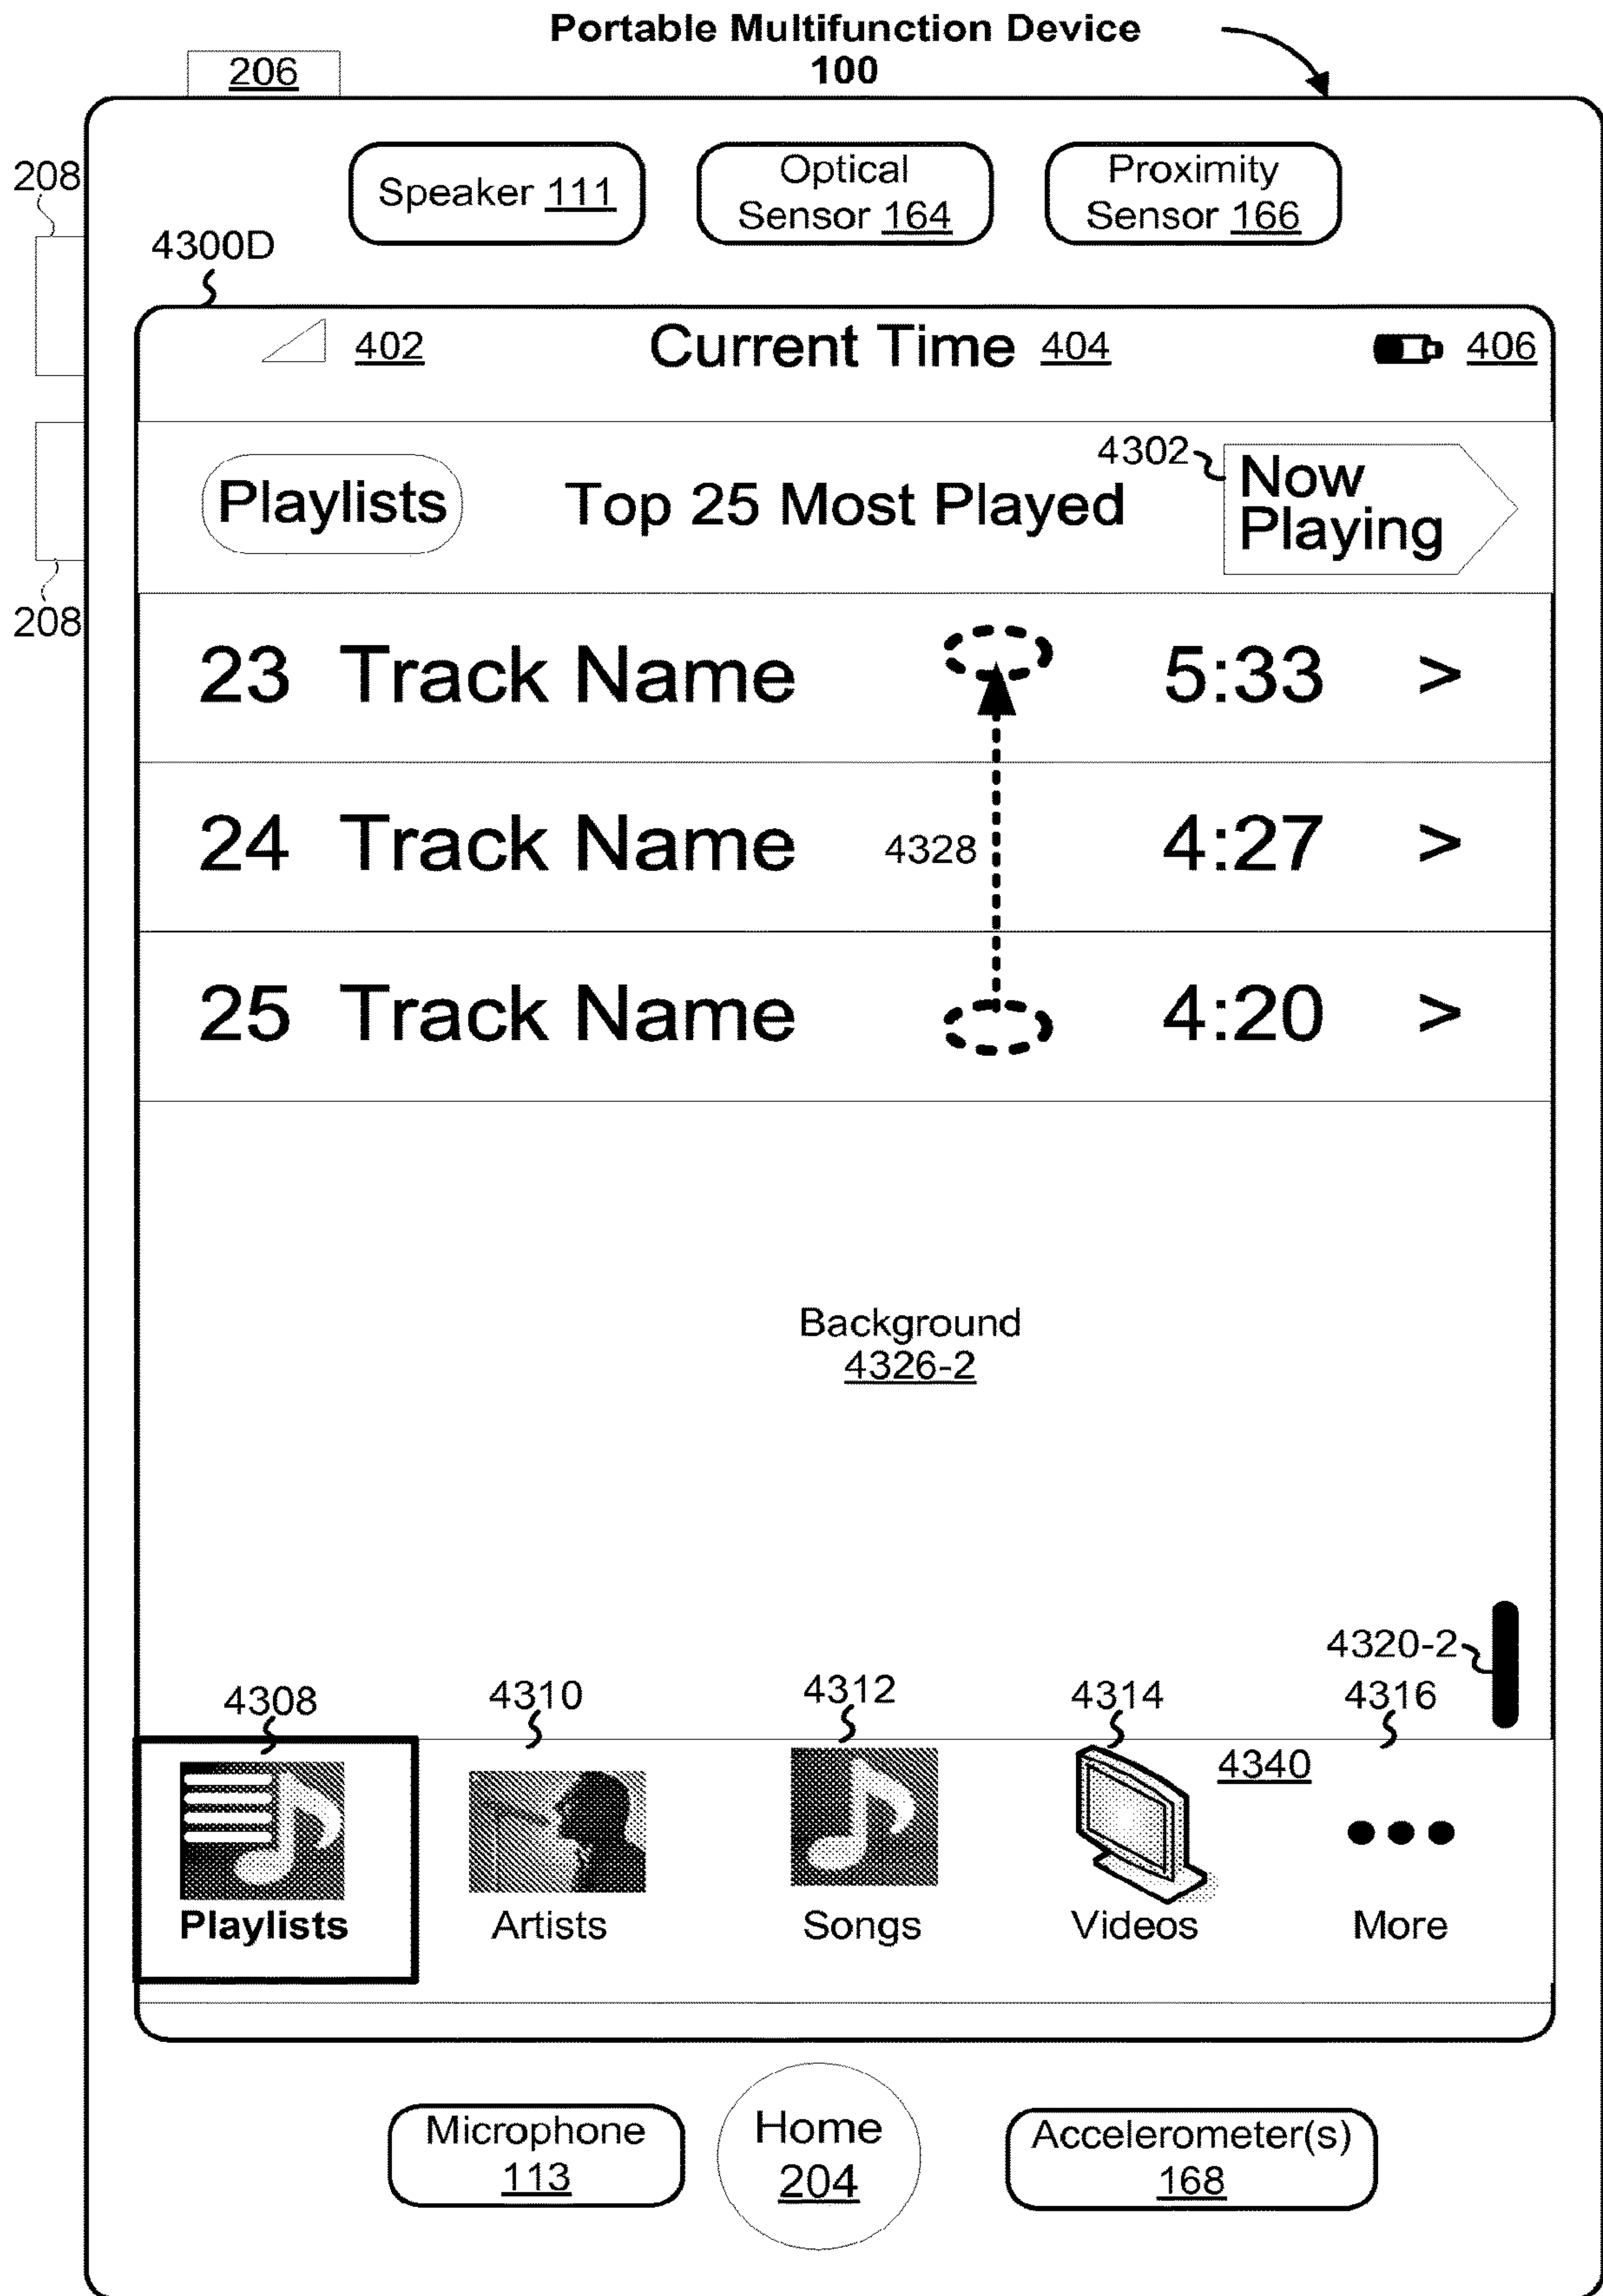 Portable Multifunction Device
100
206
208
Speaker 111
Optical
Sensor 164
Proximity
Sensor 166
4300D
402
Current Time 404
406
Playlists
Top 25 Most Played
4302
Now
Playing
208
23 Track Name 5:33 >
24 Track Name 4328 4:27 >
25 Track Name 4:20 >
Background
4326-2
4320-2
4308
4310
4312
4314
4316
4340
Playlists
Artists
Songs
Videos
More
Microphone
113
Home
204
Accelerometer(s)
168